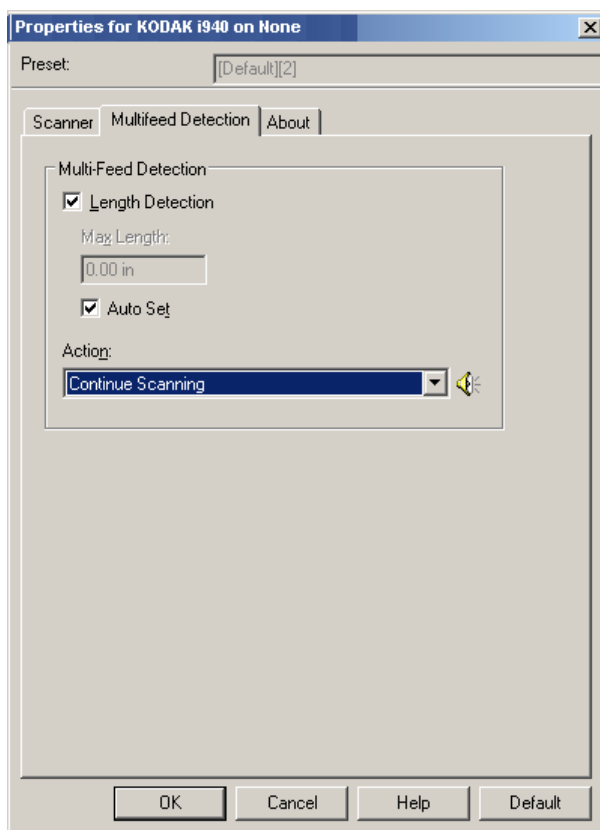 Properties for KODAK i940 on None
Preset: [Default][2]
Scanner Multifeed Detection About
Multi-Feed Detection
Length Detection
Max Length:
0.00 in
Auto Set
Action:
Continue Scanning
OK Cancel Help Default